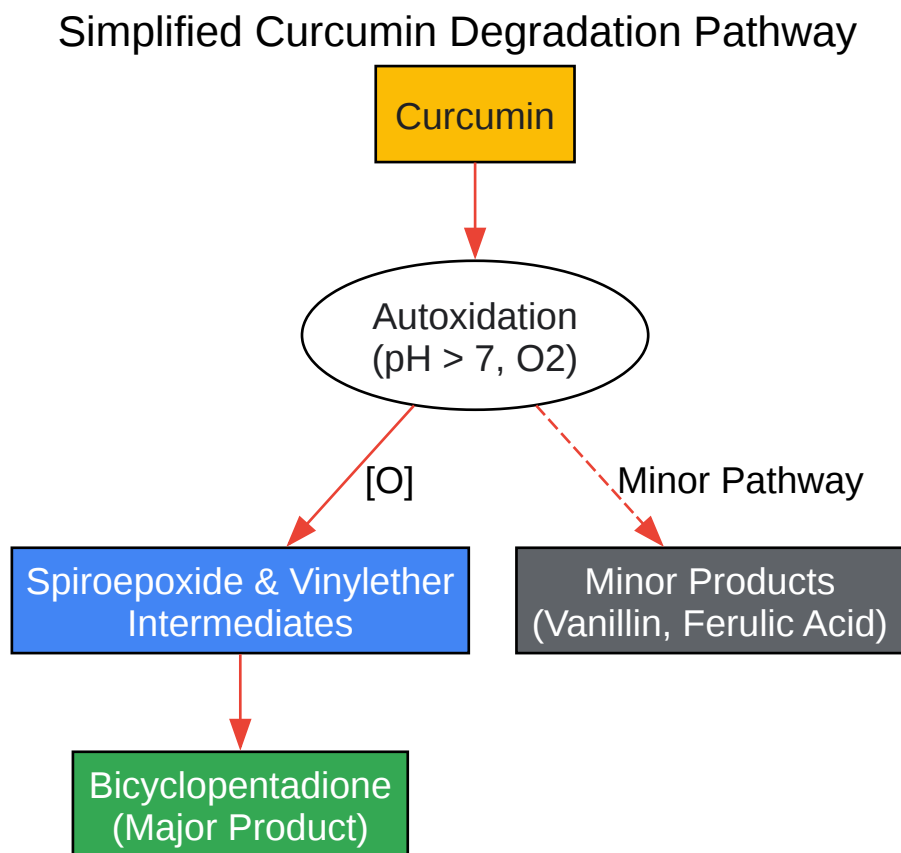 Simplified Curcumin Degradation Pathway
Curcumin
Autoxidation
(pH > 7, O2)
[O]
Minor Pathway
Spiroepoxide & Vinylether
Intermediates
Minor Products
(Vanillin, Ferulic Acid)
Bicyclopentadione
(Major Product)